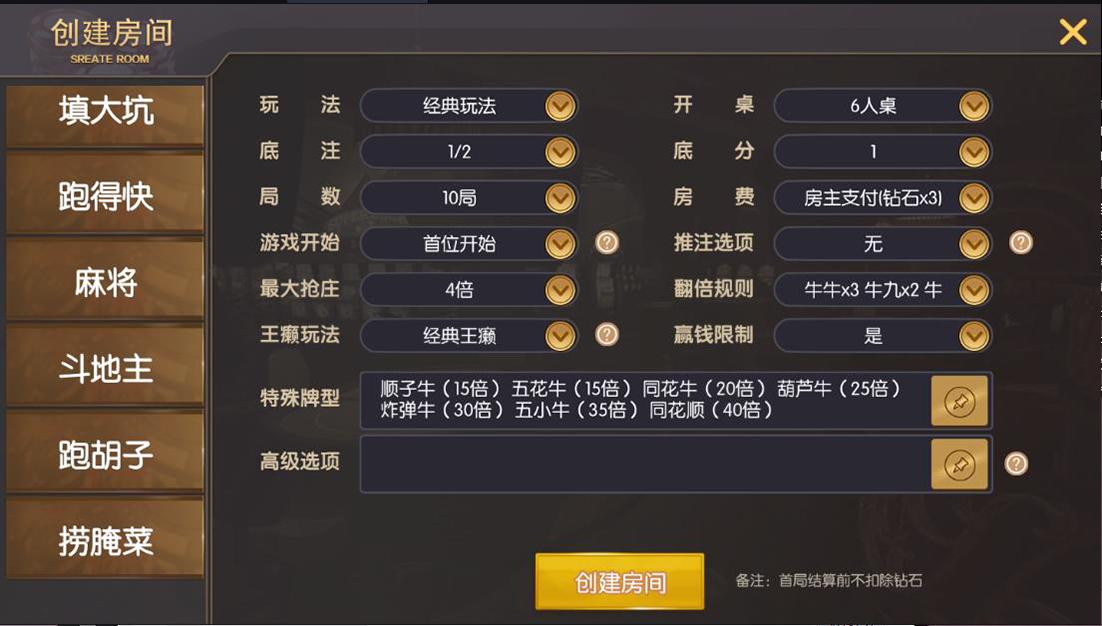 创建房间
SREATE ROOM
填大坑
跑得快
麻将
斗地主
跑胡子
捞腌菜
玩法 经典玩法 开桌 6人桌
底注 1/2 底分 1
局数 10局 房费 房主支付(钻石x3)
游戏开始 首位开始 ? 推注选项 无 ?
最大抢庄 4倍 翻倍规则 牛牛x3 牛九x2 牛
王癞玩法 经典王癞 ? 赢钱限制 是
特殊牌型 顺子牛（15倍）五花牛（15倍）同花牛（20倍）葫芦牛（25倍）
炸弹牛（30倍）五小牛（35倍）同花顺（40倍）
高级选项 ?
创建房间 备注：首局结算前不扣除钻石